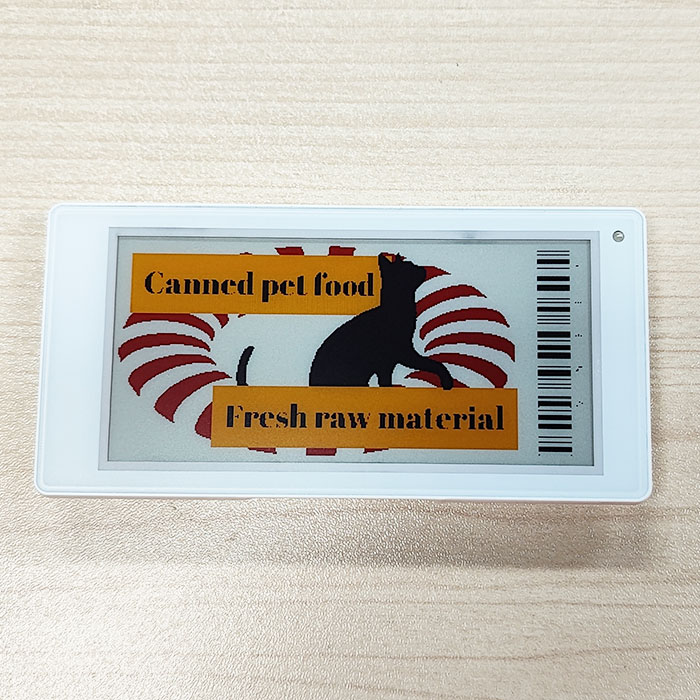 Canned pet food
Fresh raw material